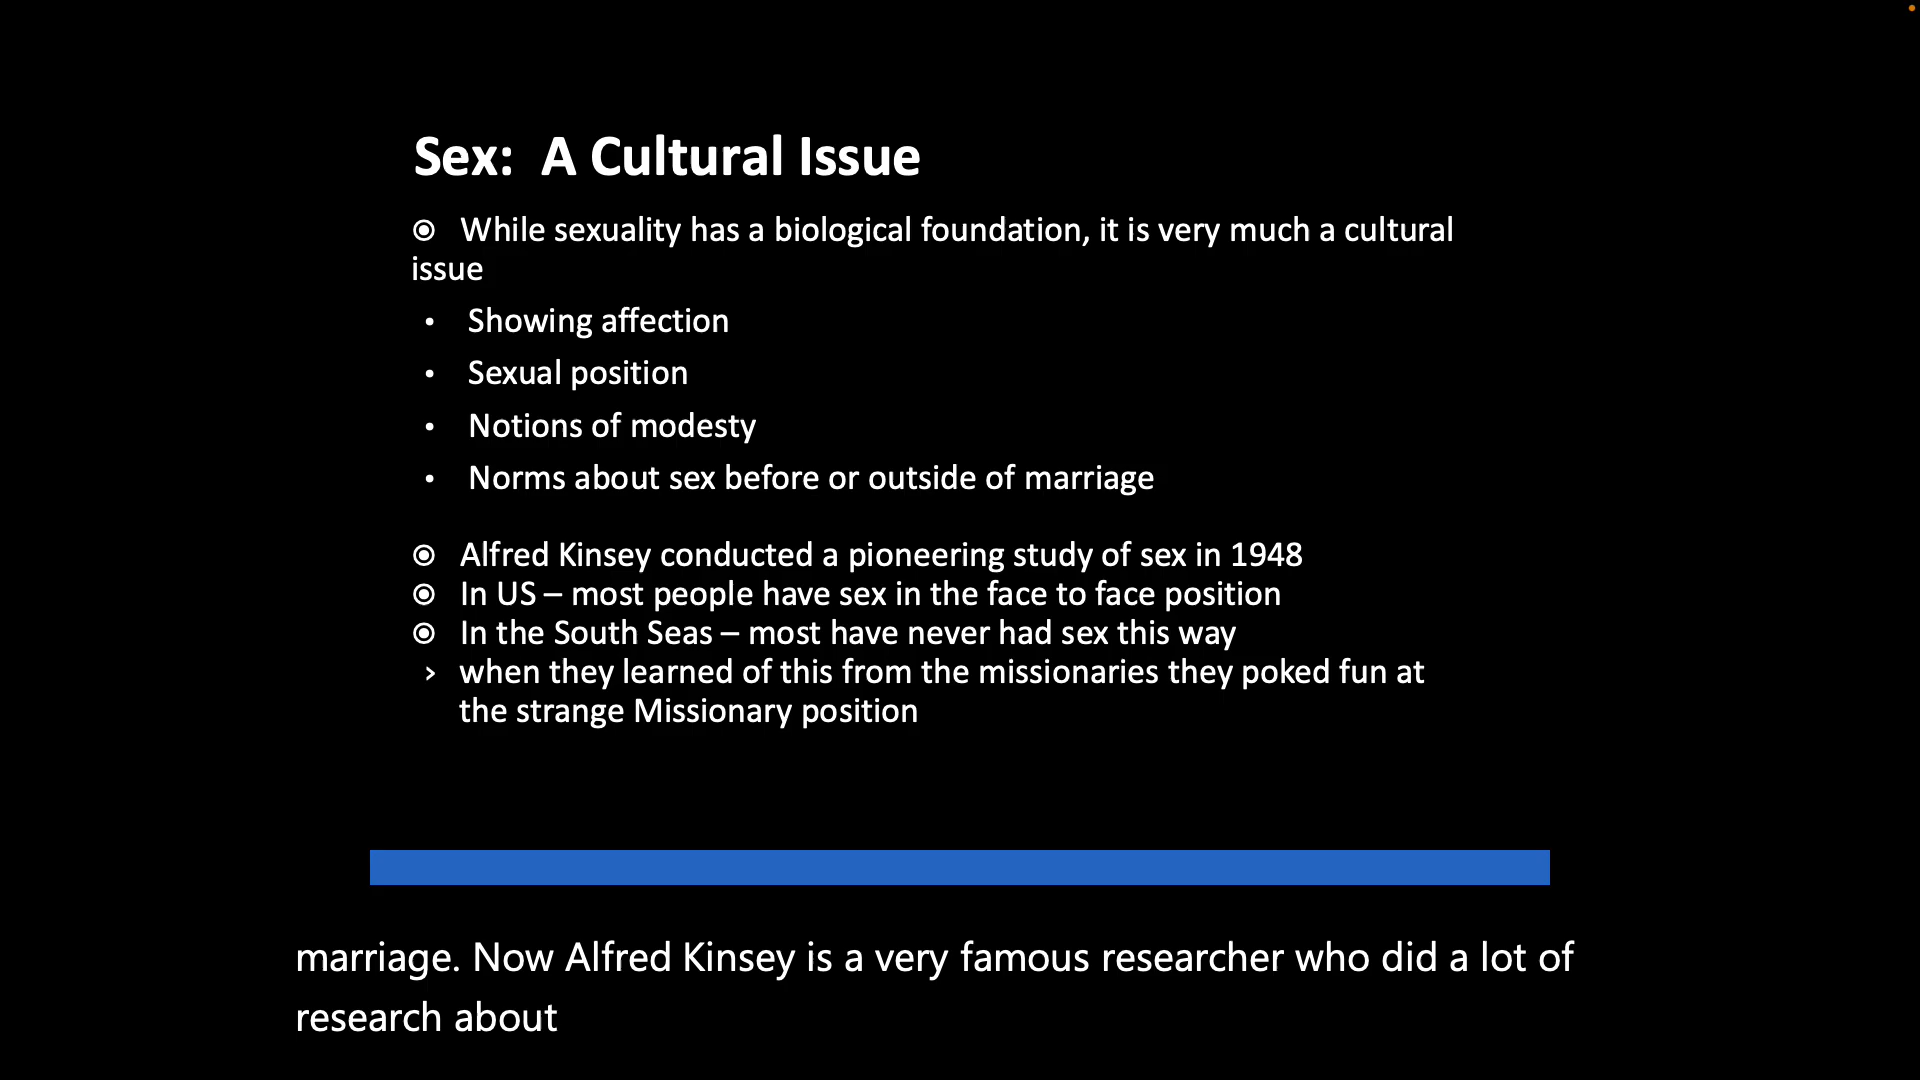 Sex:  A Cultural Issue
◉ While sexuality has a biological foundation, it is very much a cultural
issue
• Showing affection
• Sexual position
• Notions of modesty
• Norms about sex before or outside of marriage
◉ Alfred Kinsey conducted a pioneering study of sex in 1948
◉ In US – most people have sex in the face to face position
◉ In the South Seas – most have never had sex this way
› when they learned of this from the missionaries they poked fun at
the strange Missionary position
marriage. Now Alfred Kinsey is a very famous researcher who did a lot of
research about